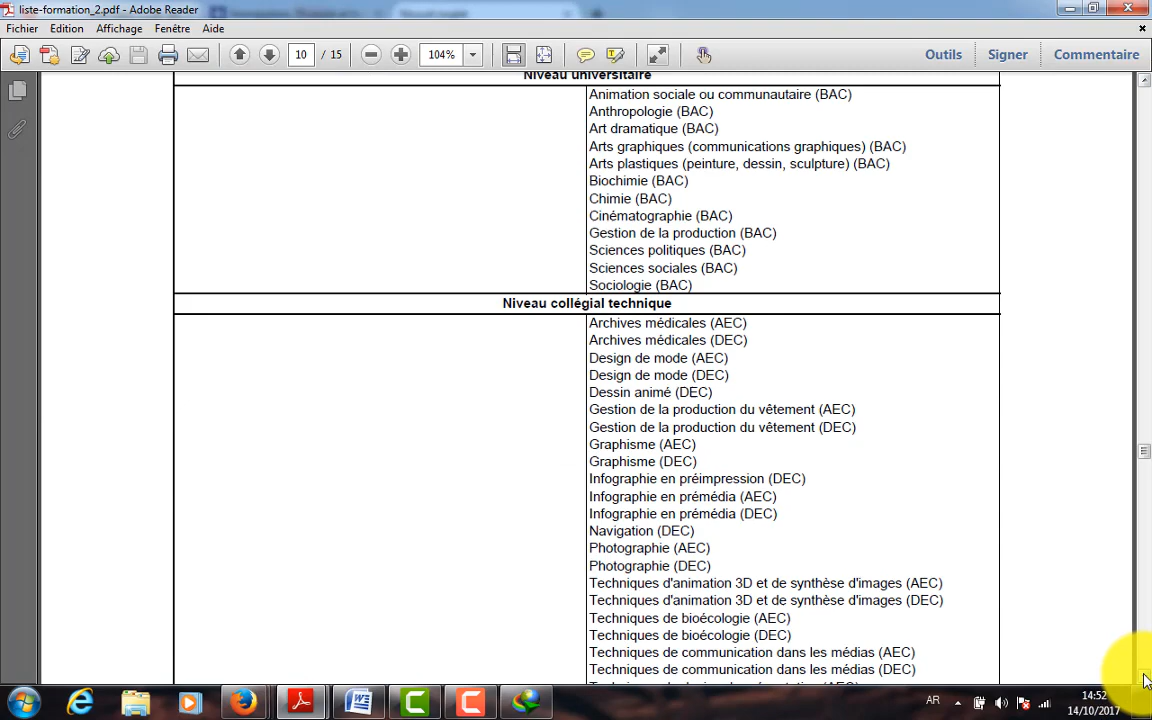 liste-formation_2.pdf - Adobe Reader
Fichier Edition Affichage Fenêtre Aide
10 / 15 104% Outils Signer Commentaire
Niveau universitaire
Animation sociale ou communautaire (BAC)
Anthropologie (BAC)
Art dramatique (BAC)
Arts graphiques (communications graphiques) (BAC)
Arts plastiques (peinture, dessin, sculpture) (BAC)
Biochimie (BAC)
Chimie (BAC)
Cinématographie (BAC)
Gestion de la production (BAC)
Sciences politiques (BAC)
Sciences sociales (BAC)
Sociologie (BAC)
Niveau collégial technique
Archives médicales (AEC)
Archives médicales (DEC)
Design de mode (AEC)
Design de mode (DEC)
Dessin animé (DEC)
Gestion de la production du vêtement (AEC)
Gestion de la production du vêtement (DEC)
Graphisme (AEC)
Graphisme (DEC)
Infographie en préimpression (DEC)
Infographie en prémédia (AEC)
Infographie en prémédia (DEC)
Navigation (DEC)
Photographie (AEC)
Photographie (DEC)
Techniques d'animation 3D et de synthèse d'images (AEC)
Techniques d'animation 3D et de synthèse d'images (DEC)
Techniques de bioécologie (AEC)
Techniques de bioécologie (DEC)
Techniques de communication dans les médias (AEC)
Techniques de communication dans les médias (DEC)
AR
14:52
14/10/2017